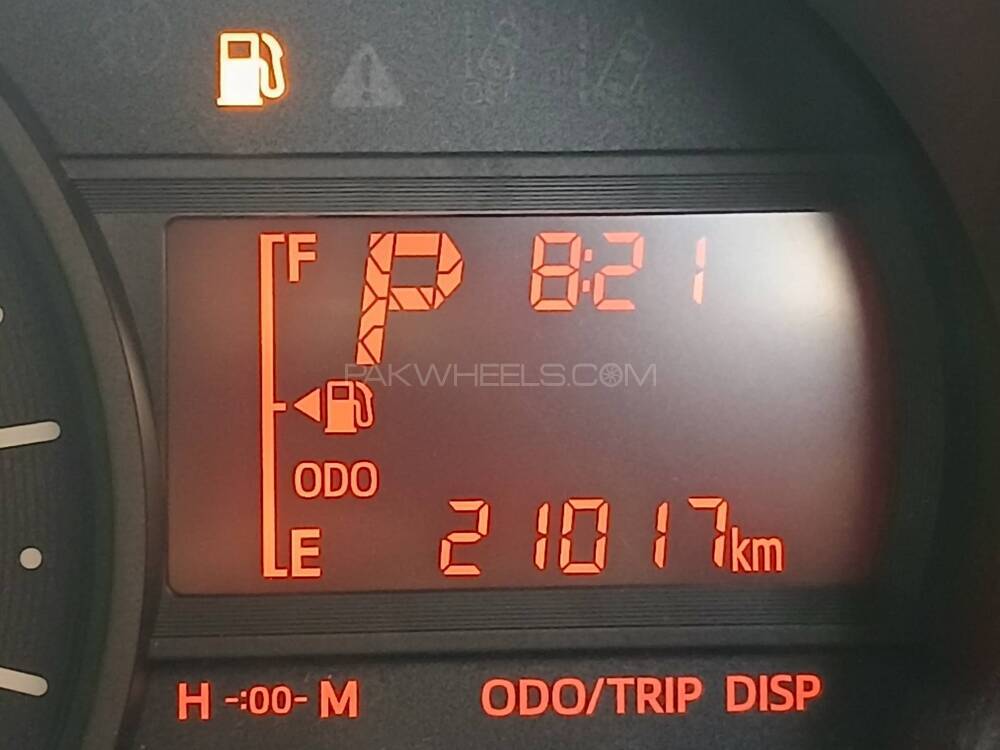 F P 8:21
PAKWHEELS.COM
ODO
E 21017km
H -:00- M ODO/TRIP DISP